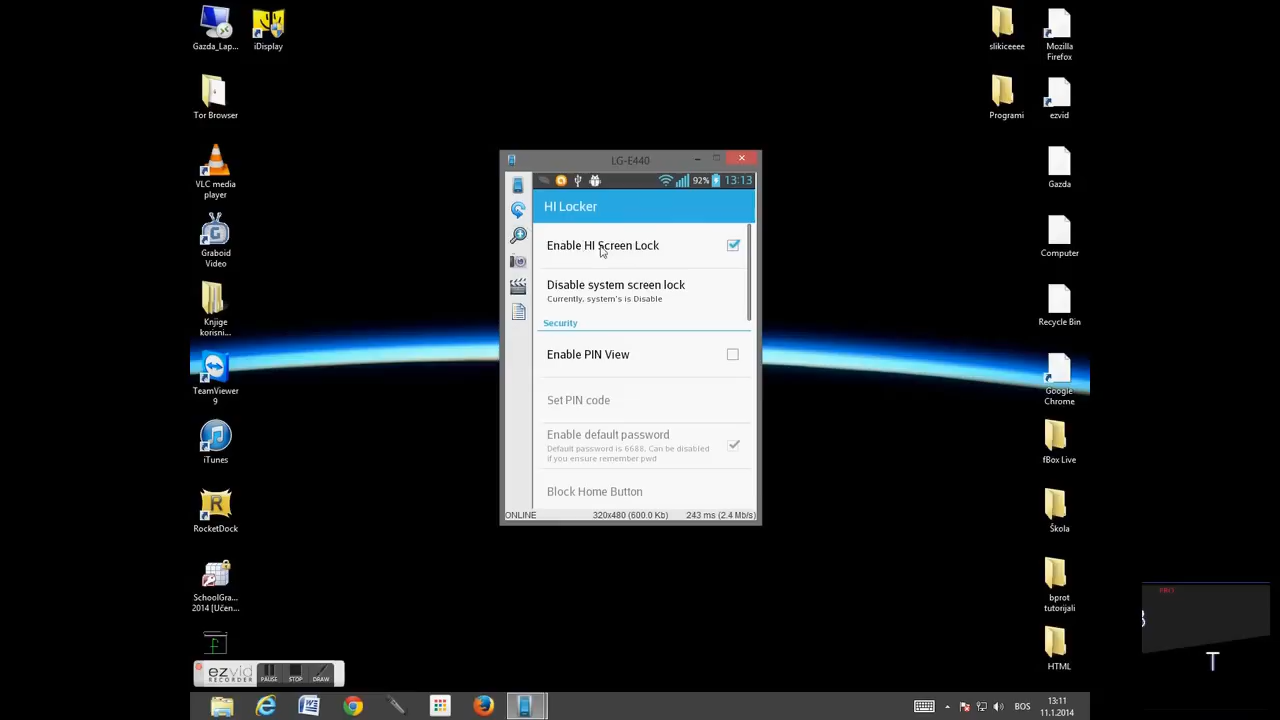 Gazda_Lap...
iDisplay
Tor Browser
VLC media
player
Graboid
Video
Knjige
korisni...
TeamViewer
9
iTunes
RocketDock
SchoolGra...
2014 [Učen...
slikiceeee
Mozilla
Firefox
Programi
ezvid
Gazda
Computer
Recycle Bin
Google
Chrome
fBox Live
Škola
bprot
tutorijali
HTML
LG-E440
92% 13:13
HI Locker
Enable HI Screen Lock
Disable system screen lock
Currently, system's is Disable
Security
Enable PIN View
Set PIN code
Enable default password
Default password is 6688. Can be disabled
if you ensure remember pwd
Block Home Button
ONLINE 320x480 (600.0 Kb) 243 ms (2.4 Mb/s)
ezvid
RECORDER
PAUSE STOP DRAW
BOS
13:11
11.1.2014
PRO
T